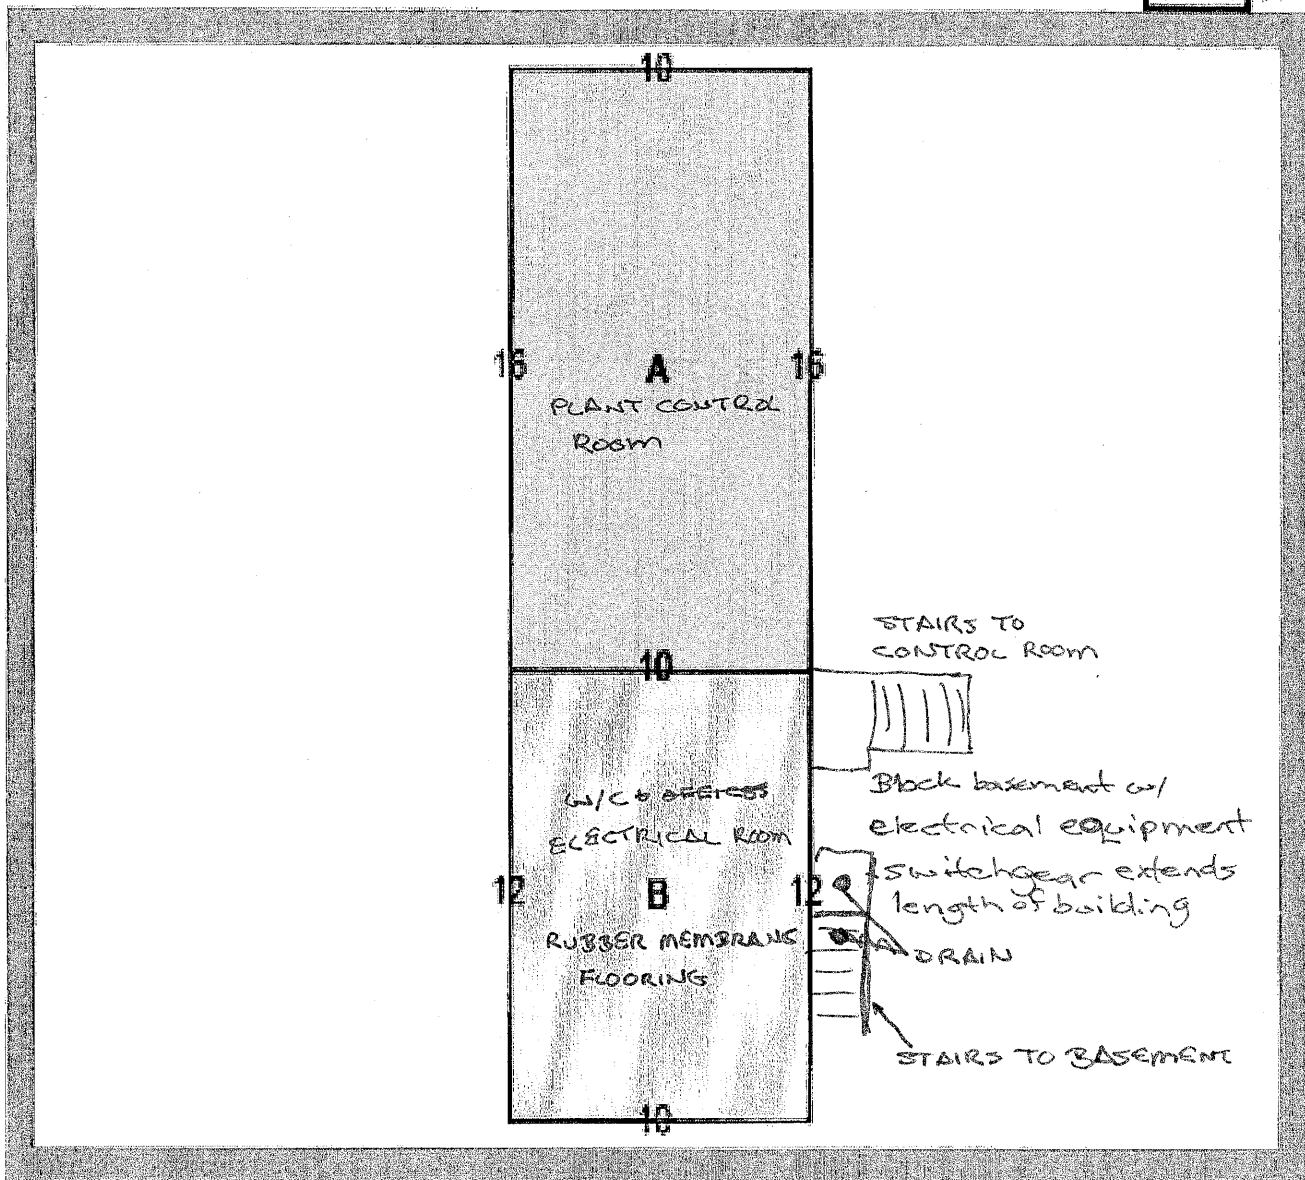 10
16
A
16
PLANT CONTROL
ROOM
10
STAIRS TO
CONTROL ROOM
W/C & OFFICES
ELECTRICAL ROOM
12
B
12
RUBBER MEMBRANE
FLOORING
Block basement w/
electrical equipment
switchgear extends
length of building
DRAIN
STAIRS TO BASEMENT
10